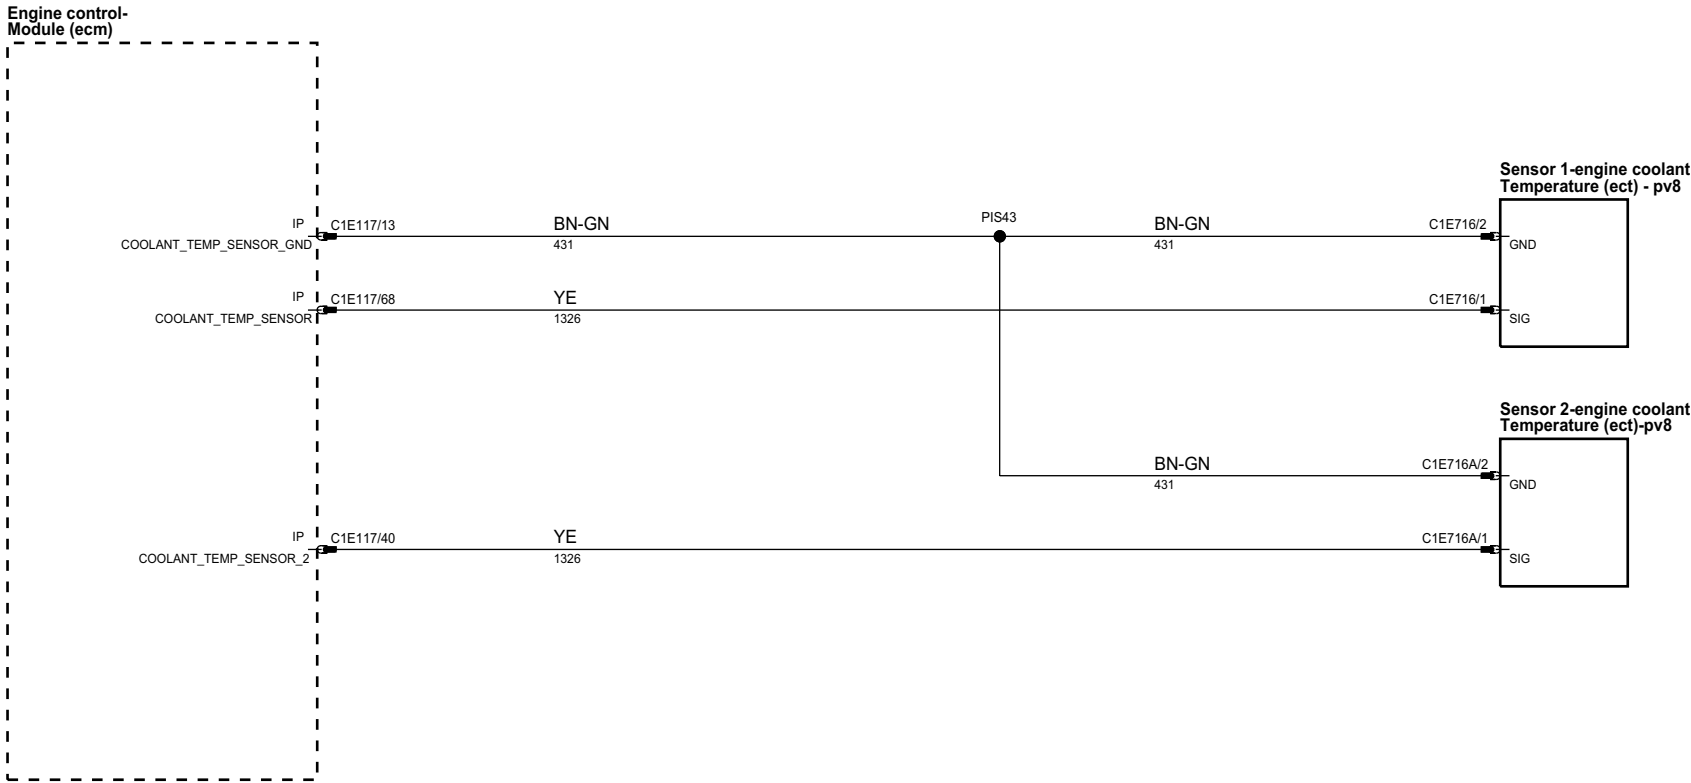 Engine control-
Module (ecm)
Sensor 1-engine coolant
Temperature (ect) - pv8
IP
C1E117/13
BN-GN
PIS43
BN-GN
C1E716/2
COOLANT_TEMP_SENSOR_GND
431
431
GND
IP
C1E117/68
YE
C1E716/1
COOLANT_TEMP_SENSOR
1326
SIG
Sensor 2-engine coolant
Temperature (ect)-pv8
BN-GN
C1E716A/2
431
GND
IP
C1E117/40
YE
C1E716A/1
COOLANT_TEMP_SENSOR_2
1326
SIG